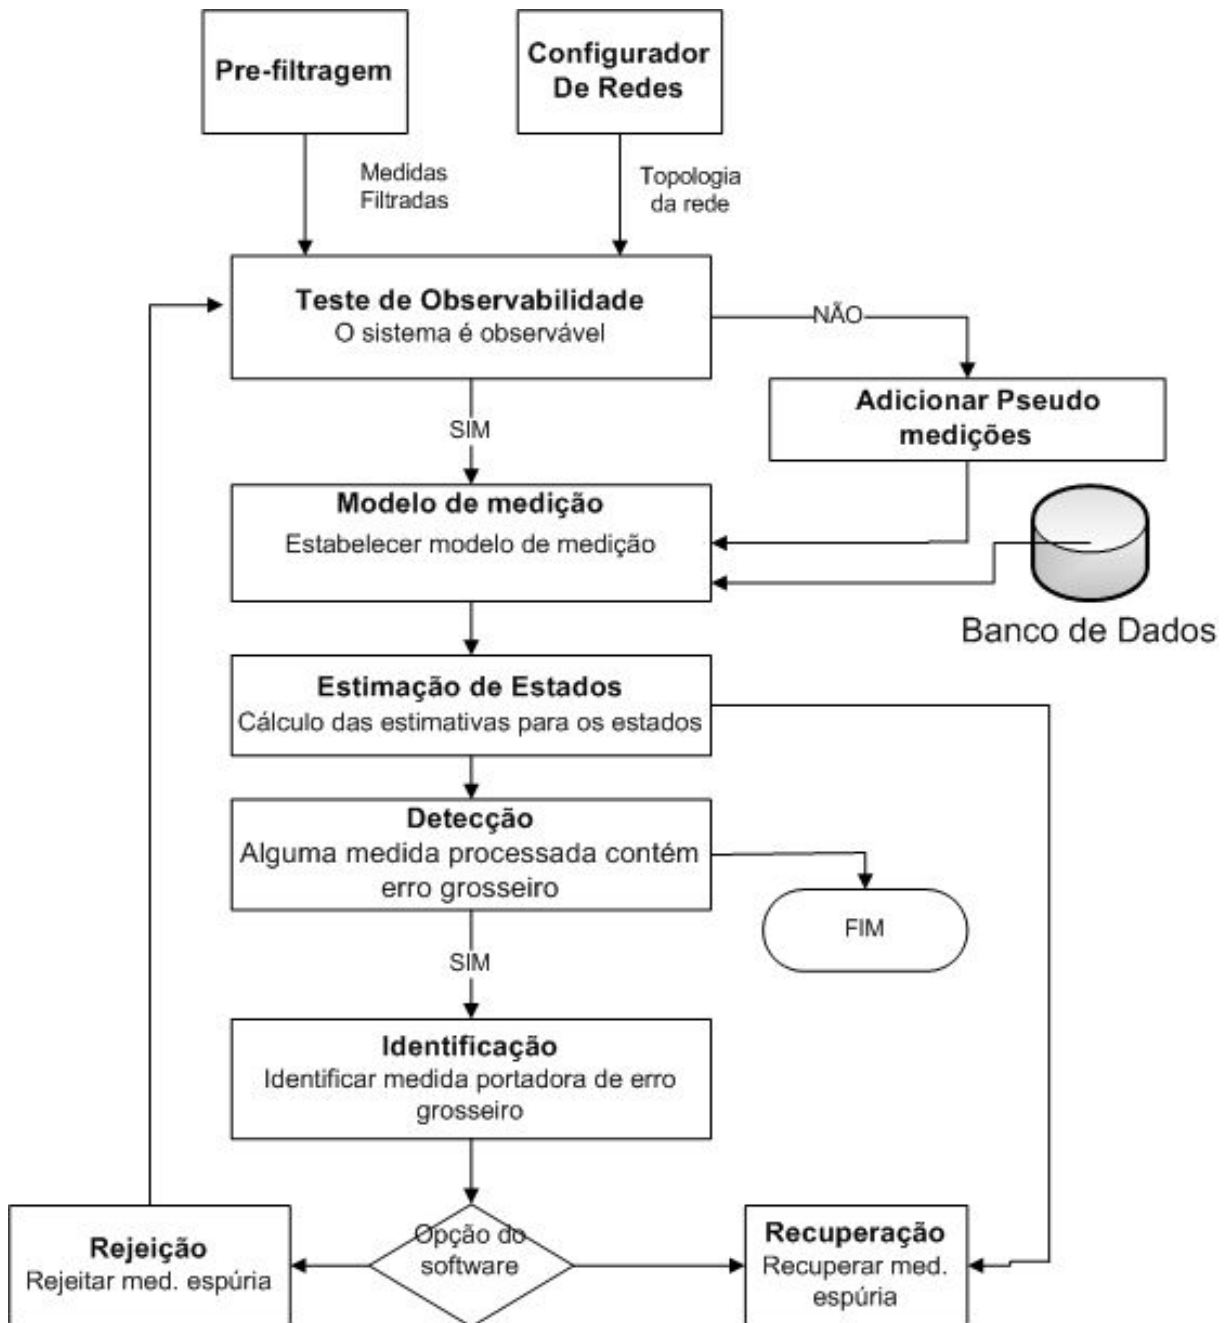 Pre-filtragem
Configurador
De Redes
Medidas
Filtradas
Topologia
da rede
Teste de Observabilidade
O sistema é observável
NÃO
Adicionar Pseudo
medições
SIM
Modelo de medição
Estabelecer modelo de medição
Banco de Dados
Estimação de Estados
Cálculo das estimativas para os estados
Detecção
Alguma medida processada contém
erro grosseiro
FIM
SIM
Identificação
Identificar medida portadora de erro
grosseiro
Opção do
software
Rejeição
Rejeitar med. espúria
Recuperação
Recuperar med.
espúria